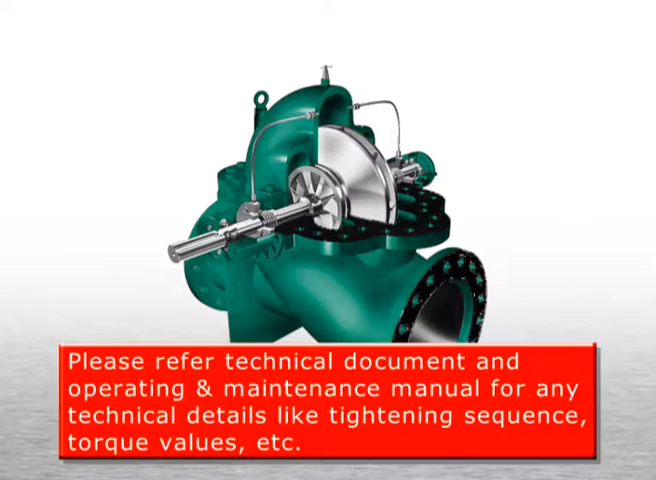 Please refer technical document and
operating & maintenance manual for any
technical details like tightening sequence,
torque values, etc.